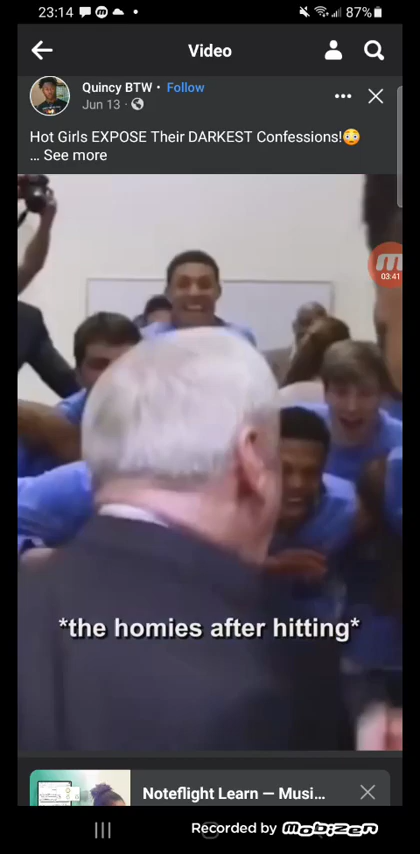 23:14 87%
Video
Quincy BTW • Follow
Jun 13 •
Hot Girls EXPOSE Their DARKEST Confessions!😳
... See more
03:41
*the homies after hitting*
Noteflight Learn — Musi...
Recorded by mobizen